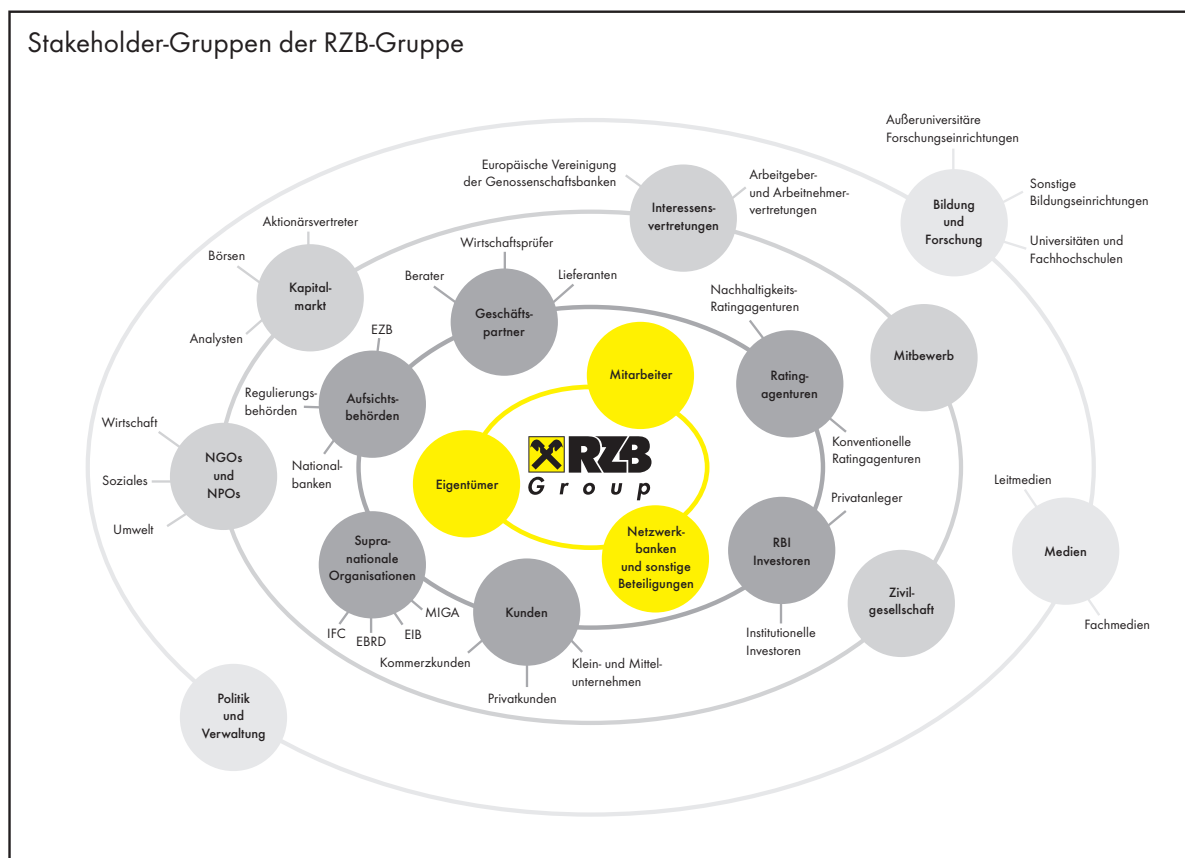 Stakeholder-Gruppen der RZB-Gruppe
Außeruniversitäre
Forschungseinrichtungen
Sonstige
Bildungseinrichtungen
Bildung
und
Forschung
Universitäten und
Fachhochschulen
Europäische Vereinigung
der Genossenschaftsbanken
Interessens-
vertretungen
Arbeitgeber-
und Arbeitnehmer-
vertretungen
Aktionärsvertreter
Börsen
Kapital-
markt
Analysten
Wirtschaftsprüfer
Berater
Lieferanten
Geschäfts-
partner
Nachhaltigkeits-
Ratingagenturen
Rating-
agenturen
Konventionelle
Ratingagenturen
Mitbewerb
EZB
Regulierungs-
behörden
Aufsichts-
behörden
National-
banken
Mitarbeiter
Wirtschaft
Soziales
Umwelt
NGOs
und
NPOs
Eigentümer
RZB
Group
Netzwerk-
banken
und sonstige
Beteiligungen
Privatanleger
RBI
Investoren
Institutionelle
Investoren
Leitmedien
Medien
Fachmedien
Supra-
nationale
Organisationen
IFC
EBRD
EIB
MIGA
Kunden
Kommerzkunden
Privatkunden
Klein- und Mittel-
unternehmen
Zivil-
gesellschaft
Politik
und
Verwaltung